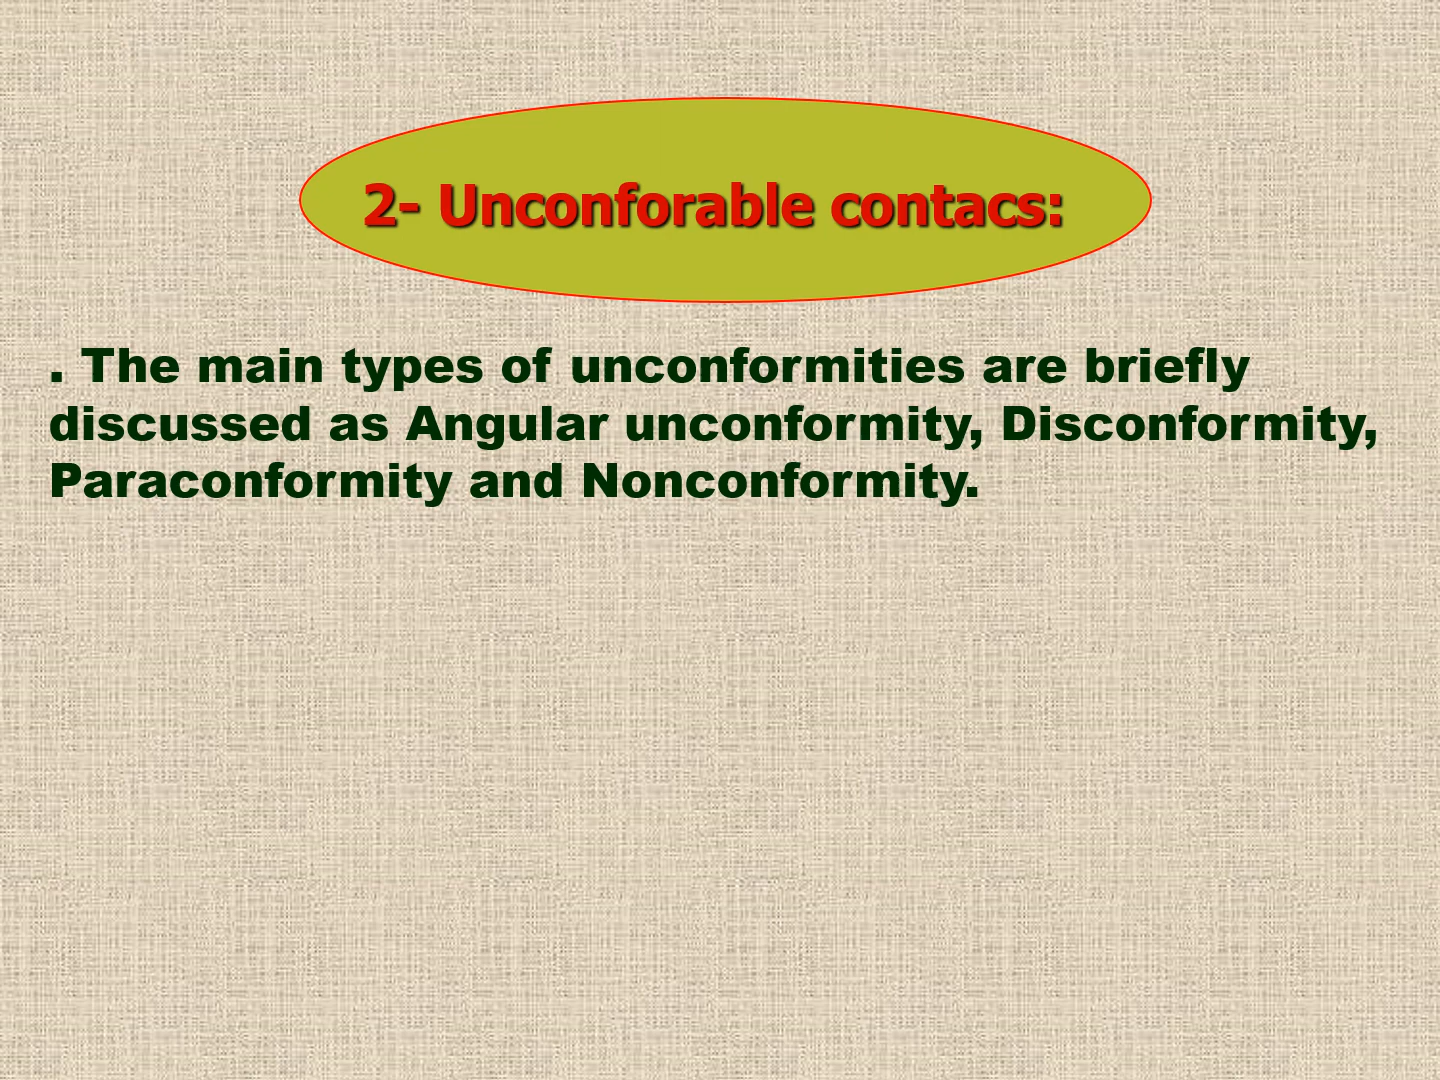 2- Unconforable contacs:
. The main types of unconformities are briefly
discussed as Angular unconformity, Disconformity,
Paraconformity and Nonconformity.